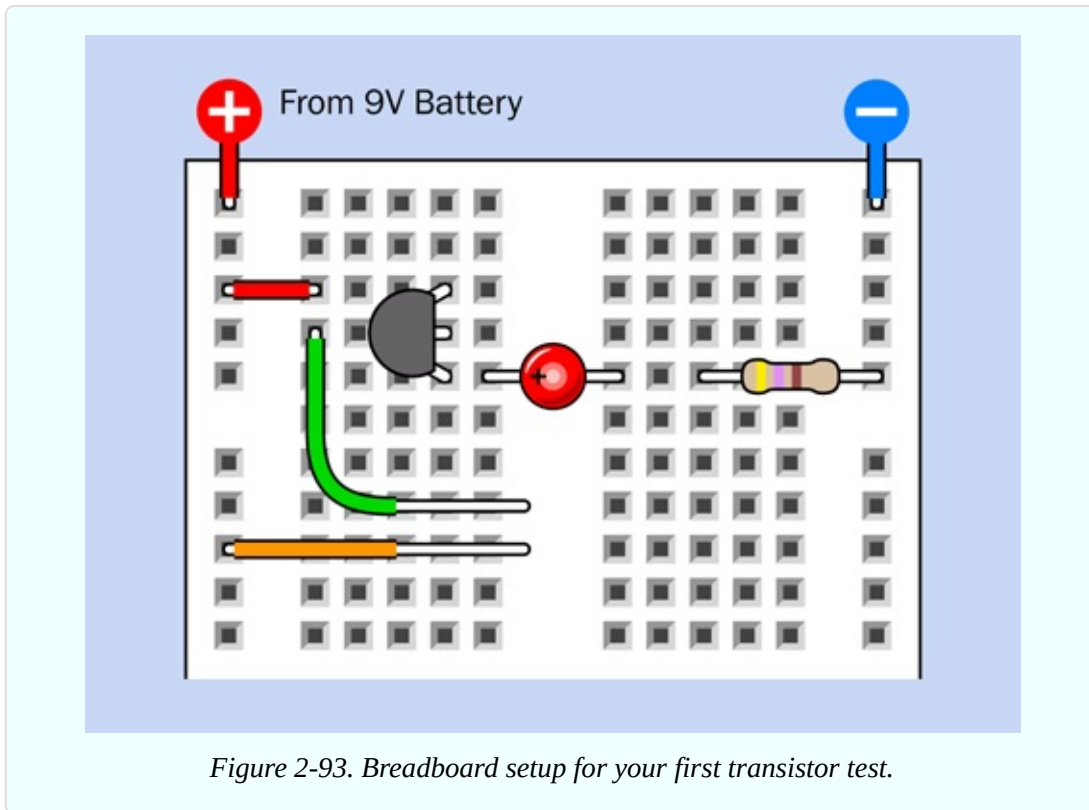 + From 9V Battery −
+
Figure 2-93. Breadboard setup for your first transistor test.